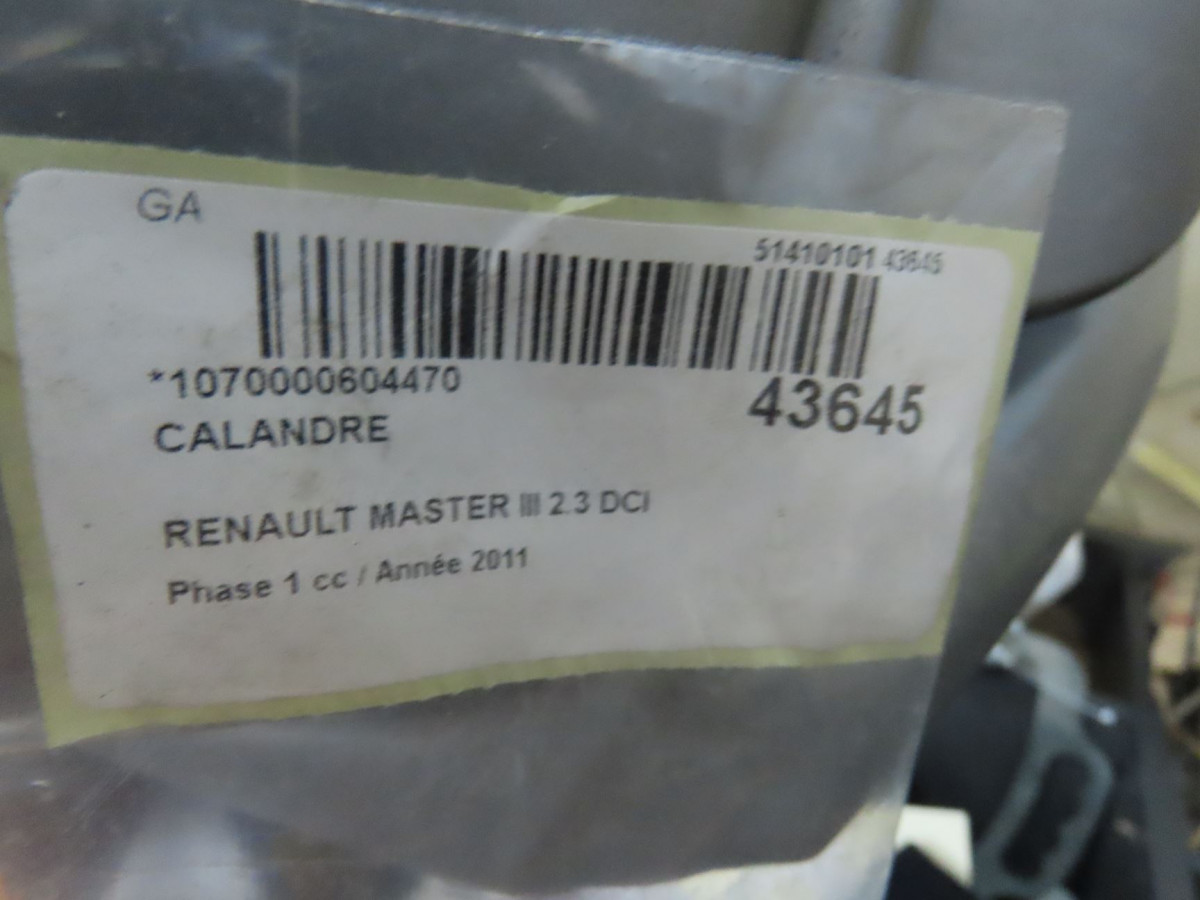 GA
51410101 43645
*1070000604470
43645
CALANDRE
RENAULT MASTER III 2.3 DCI
Phase 1 cc / Année 2011